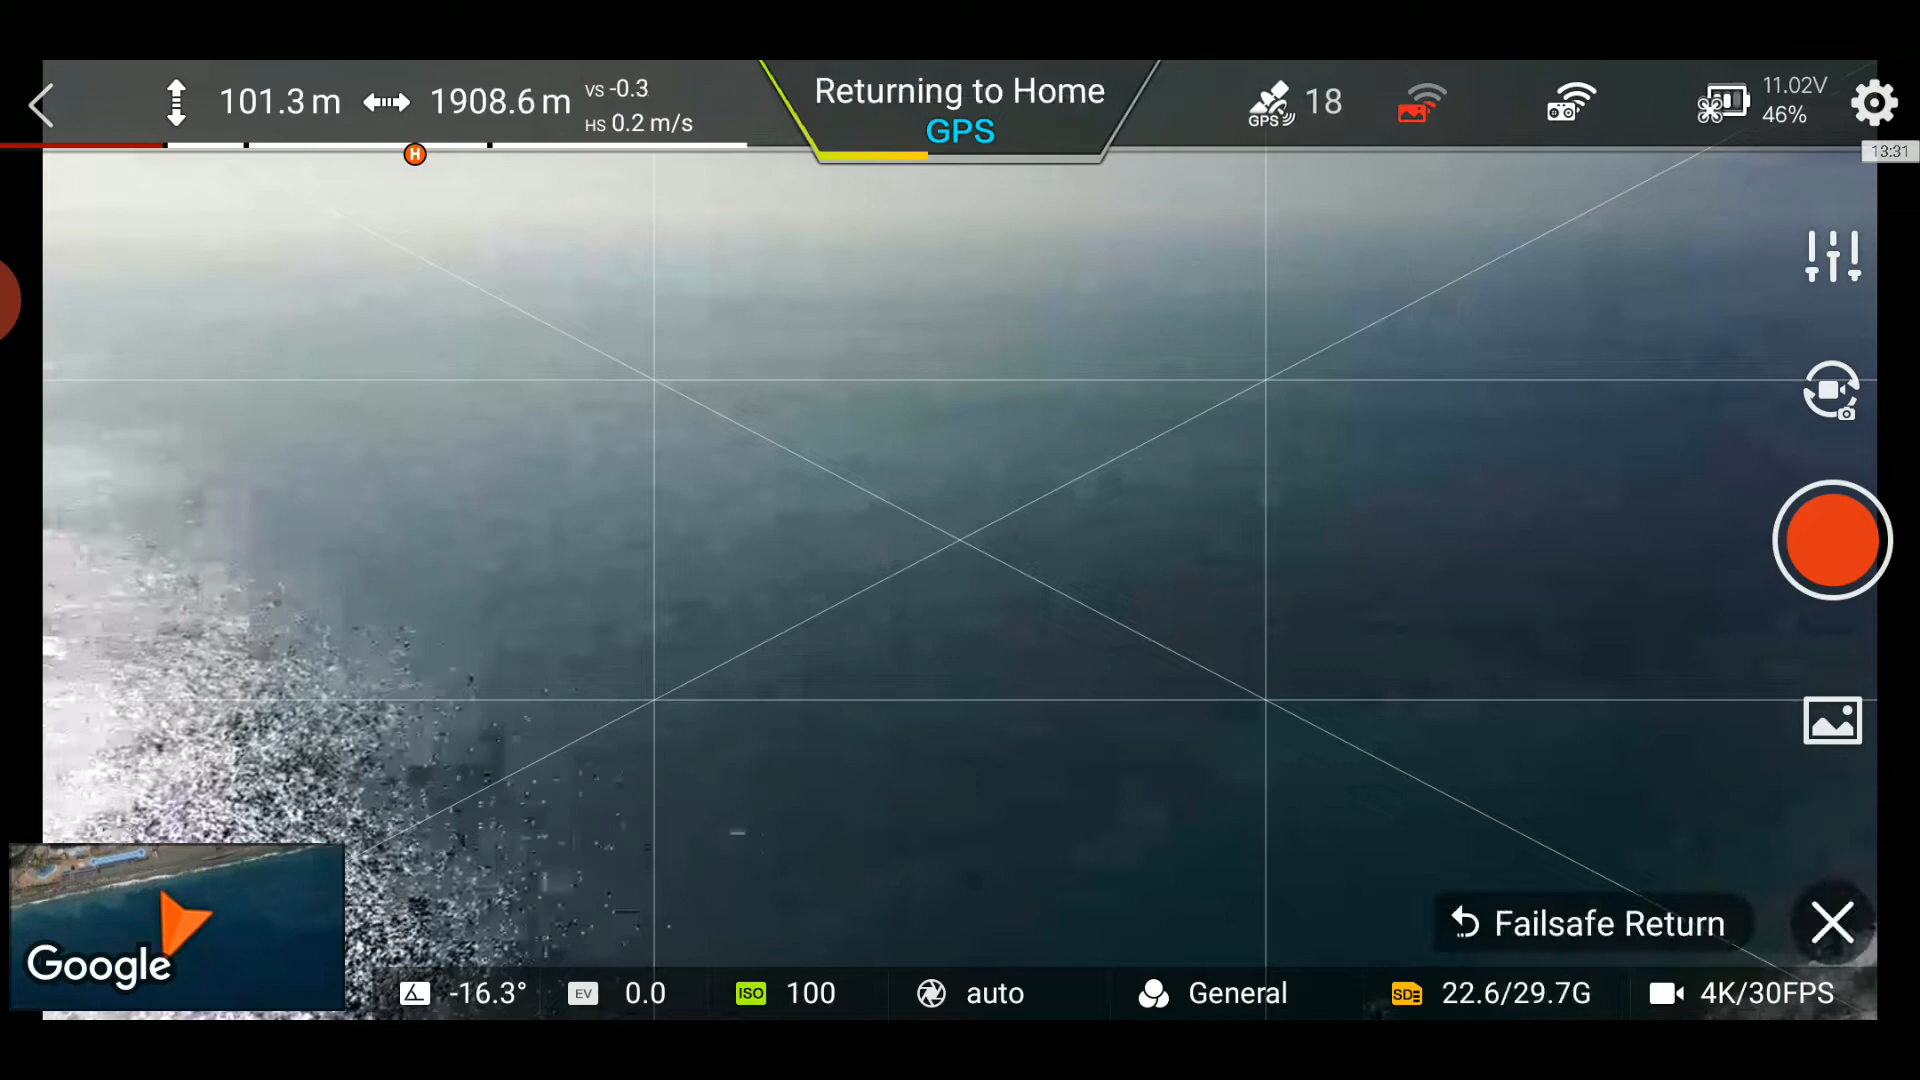 101.3 m
1908.6 m
VS -0.3
HS 0.2 m/s
Returning to Home
GPS
GPS
18
11.02V
46%
13:31
H
Failsafe Return
Google
-16.3°
EV
0.0
ISO
100
auto
General
SD
22.6/29.7G
4K/30FPS